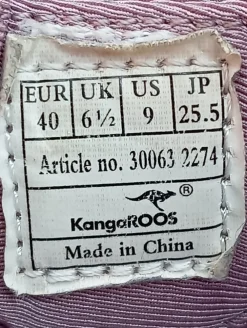 EUR UK US JP
40 6½ 9 25.5
Article no. 30063 2274
®
KangaROOS
Made in China